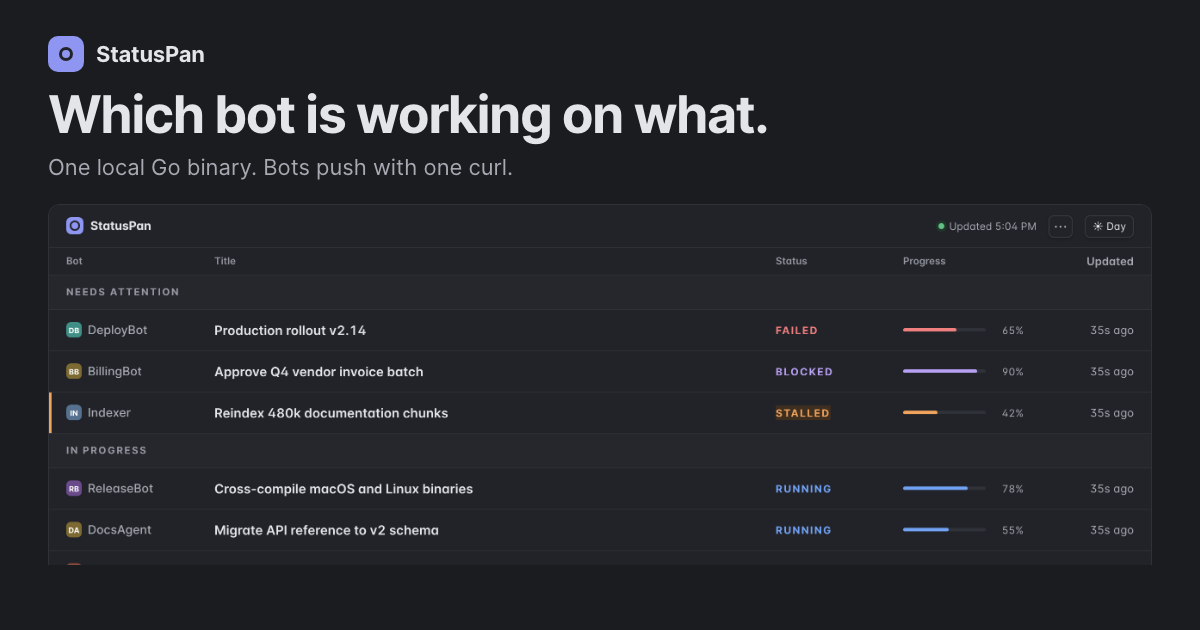 StatusPan
Which bot is working on what.
One local Go binary. Bots push with one curl.
StatusPan Updated 5:04 PM ... Day
Bot Title Status Progress Updated
NEEDS ATTENTION
DB DeployBot Production rollout v2.14 FAILED 65% 35s ago
BB BillingBot Approve Q4 vendor invoice batch BLOCKED 90% 35s ago
IN Indexer Reindex 480k documentation chunks STALLED 42% 35s ago
IN PROGRESS
RB ReleaseBot Cross-compile macOS and Linux binaries RUNNING 78% 35s ago
DA DocsAgent Migrate API reference to v2 schema RUNNING 55% 35s ago